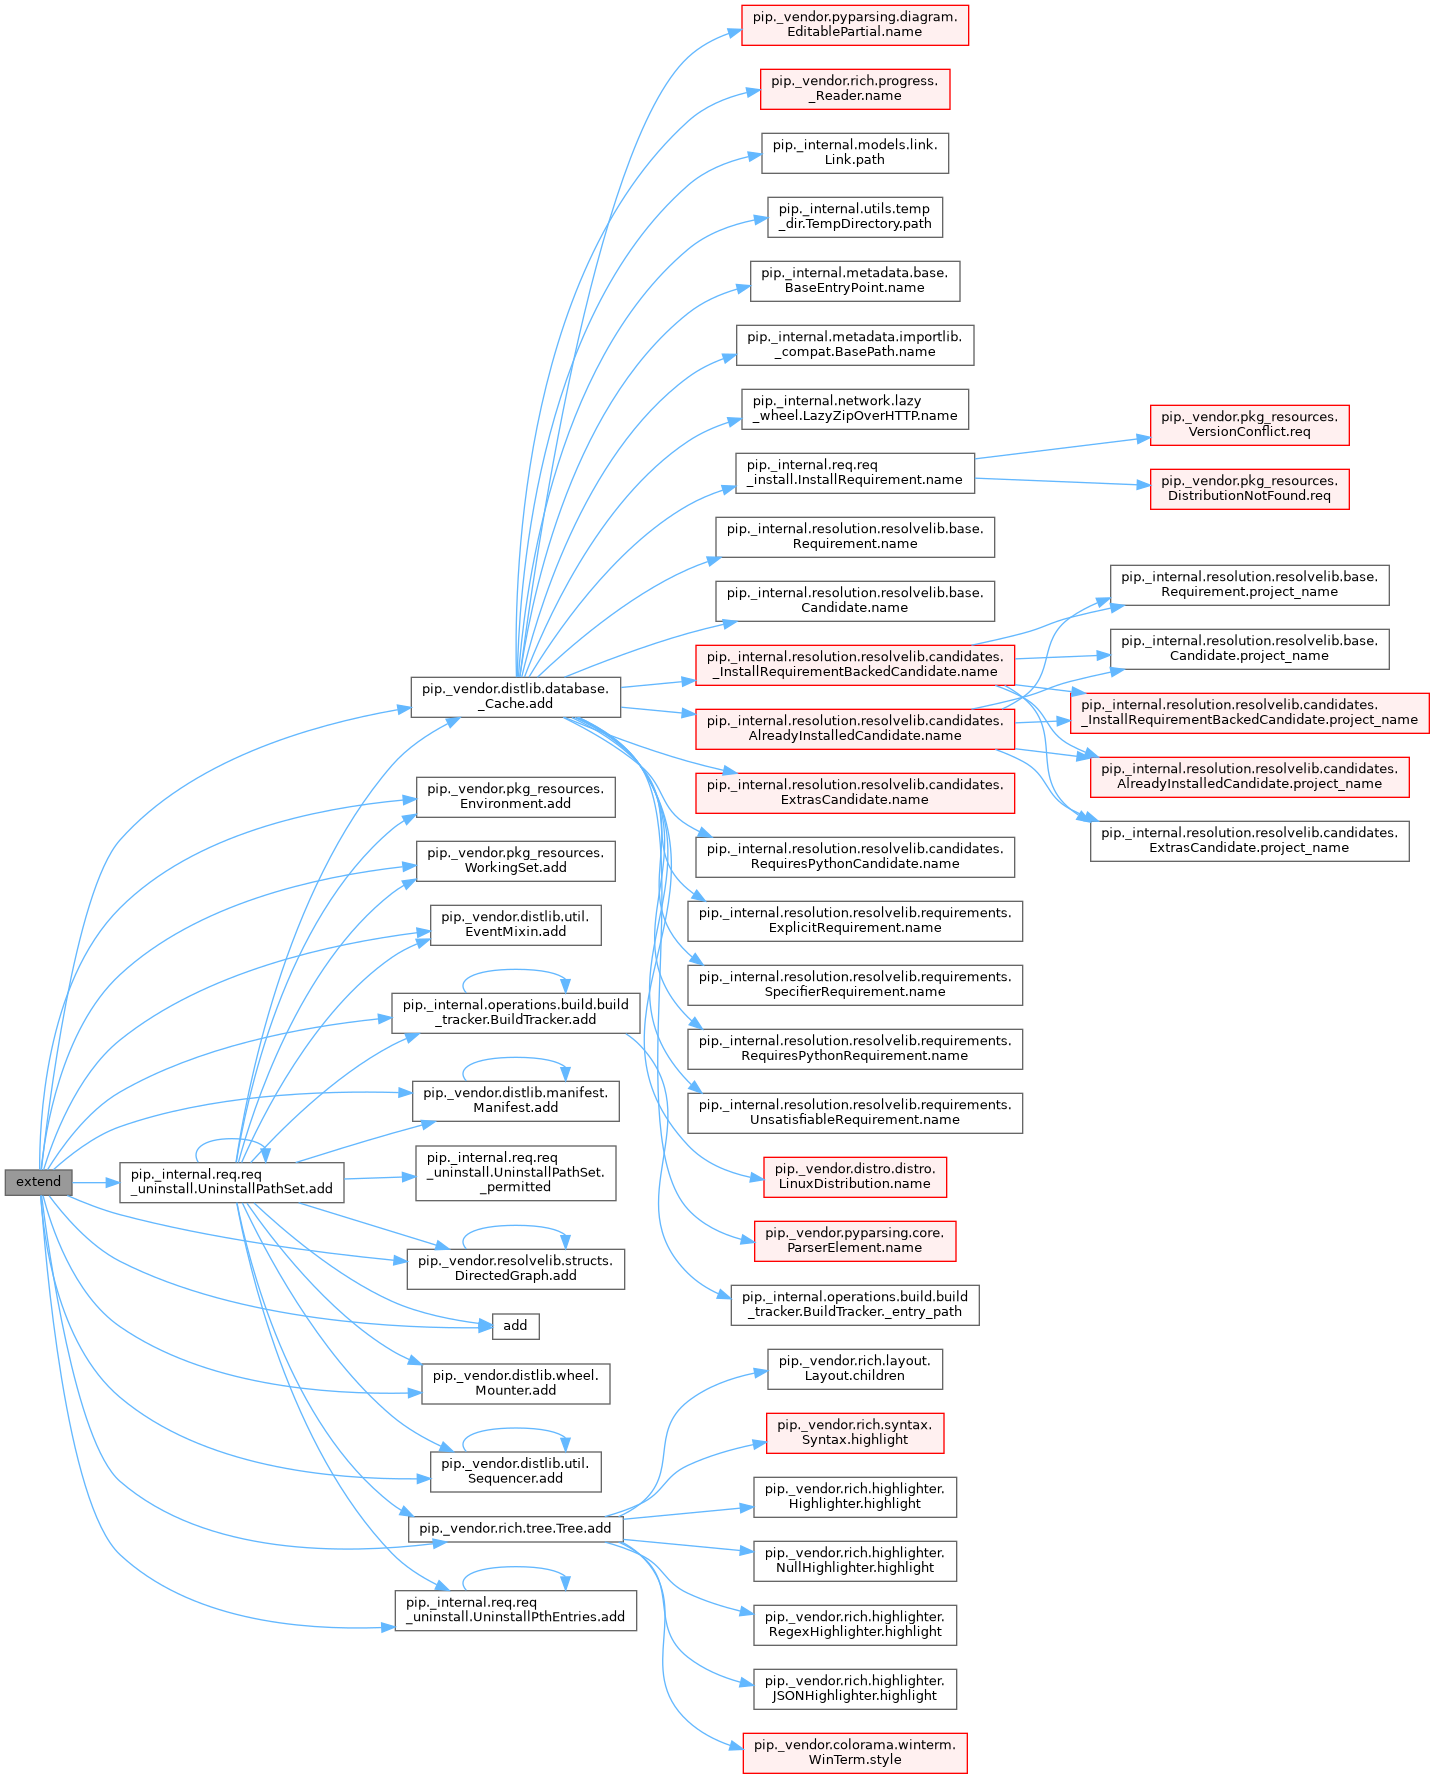 extend
pip._internal.req.req
_uninstall.UninstallPathSet.add
pip._vendor.distlib.database.
_Cache.add
pip._vendor.pkg_resources.
Environment.add
pip._vendor.pkg_resources.
WorkingSet.add
pip._vendor.distlib.util.
EventMixin.add
pip._internal.operations.build.build
_tracker.BuildTracker.add
pip._vendor.distlib.manifest.
Manifest.add
pip._internal.req.req
_uninstall.UninstallPathSet.
_permitted
pip._vendor.resolvelib.structs.
DirectedGraph.add
add
pip._vendor.distlib.wheel.
Mounter.add
pip._vendor.distlib.util.
Sequencer.add
pip._vendor.rich.tree.Tree.add
pip._internal.req.req
_uninstall.UninstallPthEntries.add
pip._vendor.pyparsing.diagram.
EditablePartial.name
pip._vendor.rich.progress.
_Reader.name
pip._internal.models.link.
Link.path
pip._internal.utils.temp
_dir.TempDirectory.path
pip._internal.metadata.base.
BaseEntryPoint.name
pip._internal.metadata.importlib.
_compat.BasePath.name
pip._internal.network.lazy
_wheel.LazyZipOverHTTP.name
pip._internal.req.req
_install.InstallRequirement.name
pip._internal.resolution.resolvelib.base.
Requirement.name
pip._internal.resolution.resolvelib.base.
Candidate.name
pip._internal.resolution.resolvelib.candidates.
_InstallRequirementBackedCandidate.name
pip._internal.resolution.resolvelib.candidates.
AlreadyInstalledCandidate.name
pip._internal.resolution.resolvelib.candidates.
ExtrasCandidate.name
pip._internal.resolution.resolvelib.candidates.
RequiresPythonCandidate.name
pip._internal.resolution.resolvelib.requirements.
ExplicitRequirement.name
pip._internal.resolution.resolvelib.requirements.
SpecifierRequirement.name
pip._internal.resolution.resolvelib.requirements.
RequiresPythonRequirement.name
pip._internal.resolution.resolvelib.requirements.
UnsatisfiableRequirement.name
pip._vendor.distro.distro.
LinuxDistribution.name
pip._vendor.pyparsing.core.
ParserElement.name
pip._internal.operations.build.build
_tracker.BuildTracker._entry_path
pip._vendor.rich.layout.
Layout.children
pip._vendor.rich.syntax.
Syntax.highlight
pip._vendor.rich.highlighter.
Highlighter.highlight
pip._vendor.rich.highlighter.
NullHighlighter.highlight
pip._vendor.rich.highlighter.
RegexHighlighter.highlight
pip._vendor.rich.highlighter.
JSONHighlighter.highlight
pip._vendor.colorama.winterm.
WinTerm.style
pip._vendor.pkg_resources.
VersionConflict.req
pip._vendor.pkg_resources.
DistributionNotFound.req
pip._internal.resolution.resolvelib.base.
Requirement.project_name
pip._internal.resolution.resolvelib.base.
Candidate.project_name
pip._internal.resolution.resolvelib.candidates.
_InstallRequirementBackedCandidate.project_name
pip._internal.resolution.resolvelib.candidates.
AlreadyInstalledCandidate.project_name
pip._internal.resolution.resolvelib.candidates.
ExtrasCandidate.project_name